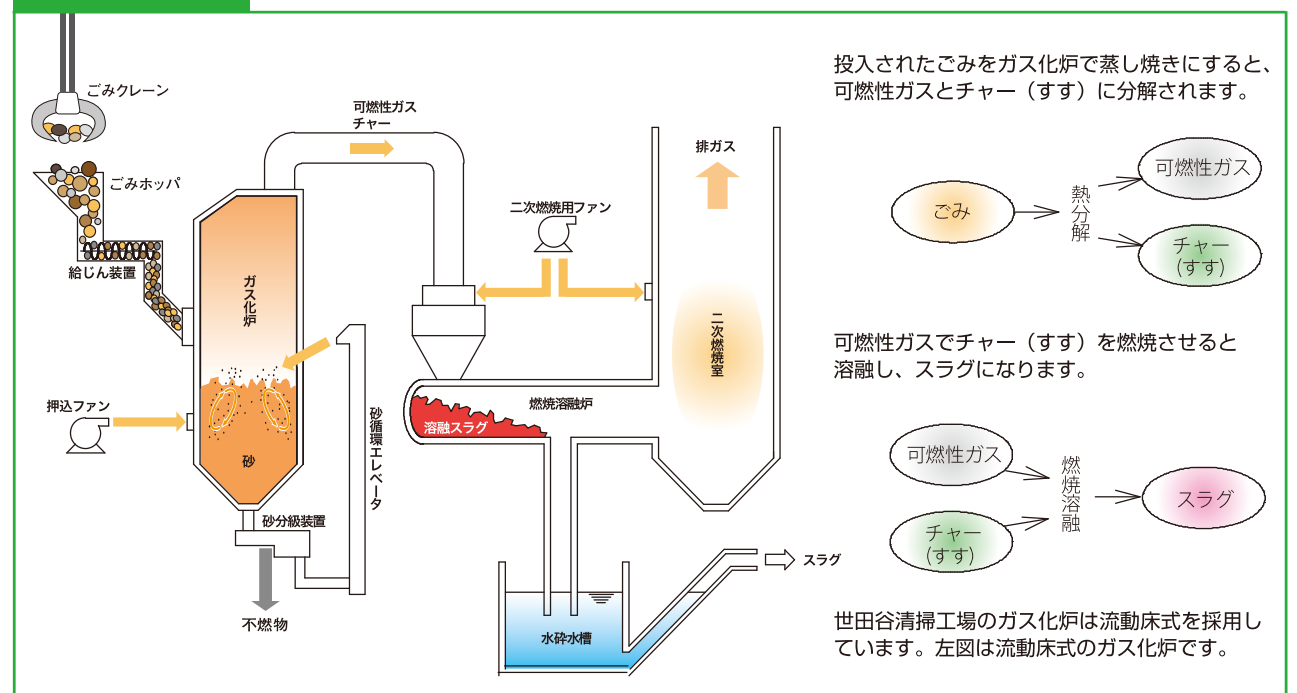 ごみクレーン
ごみホッパ
給じん装置
可燃性ガス
チャー
二次燃焼用ファン
排ガス
ガス化炉
二次燃焼室
押込ファン
砂
砂循環エレベータ
燃焼溶融炉
溶融スラグ
砂分級装置
不燃物
水砕水槽
スラグ
投入されたごみをガス化炉で蒸し焼きにすると、
可燃性ガスとチャー（すす）に分解されます。
ごみ
熱分解
可燃性ガス
チャー
(すす)
可燃性ガスでチャー（すす）を燃焼させると
溶融し、スラグになります。
可燃性ガス
チャー
(すす)
燃焼溶融
スラグ
世田谷清掃工場のガス化炉は流動床式を採用し
ています。左図は流動床式のガス化炉です。